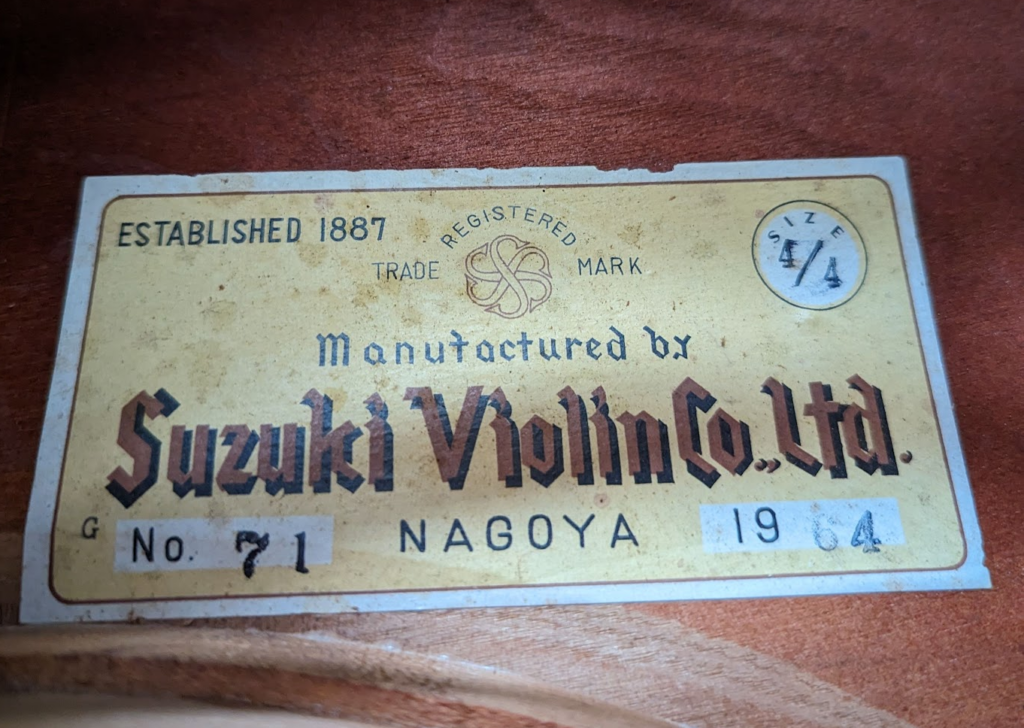 ESTABLISHED 1887
REGISTERED
TRADE MARK
SIZE
4/4
Manufactured by
Suzuki Violin Co., Ltd.
G No. 71 NAGOYA 1964